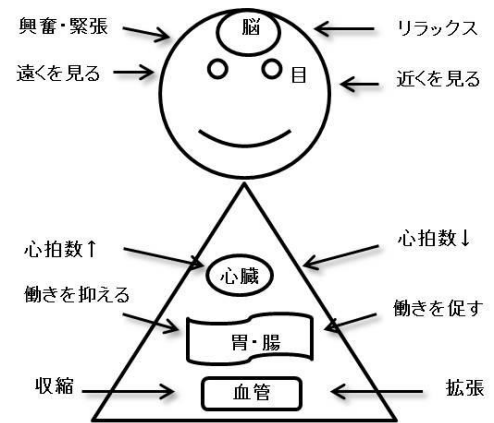 興奮・緊張
脳
リラックス
遠くを見る
目
近くを見る
心拍数↑
心臓
心拍数↓
働きを抑える
胃・腸
働きを促す
収縮
血管
拡張